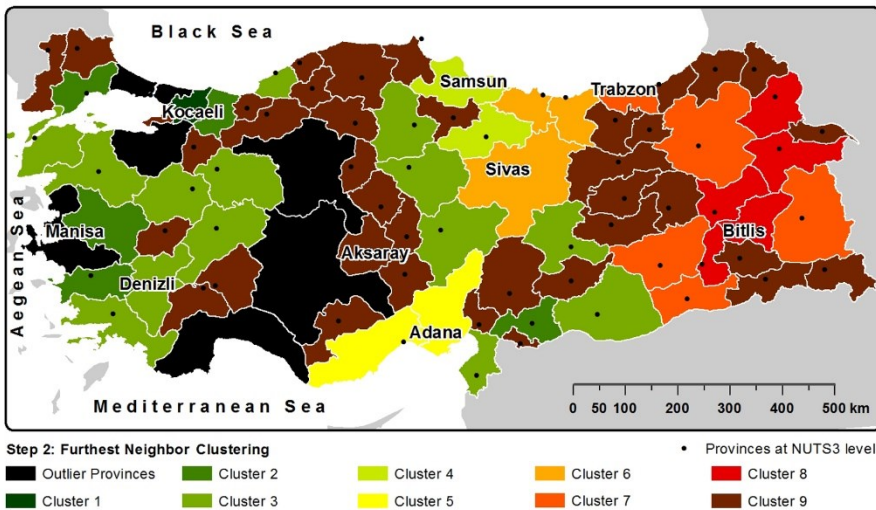 Black Sea
Samsun
Trabzon
Kocaeli
Sivas
Aegean Sea
Manisa
Bitlis
Aksaray
Denizli
Adana
Mediterranean Sea
0 50 100 200 300 400 500 km
Step 2: Furthest Neighbor Clustering
• Provinces at NUTS3 level
Outlier Provinces Cluster 2 Cluster 4 Cluster 6 Cluster 8
Cluster 1 Cluster 3 Cluster 5 Cluster 7 Cluster 9